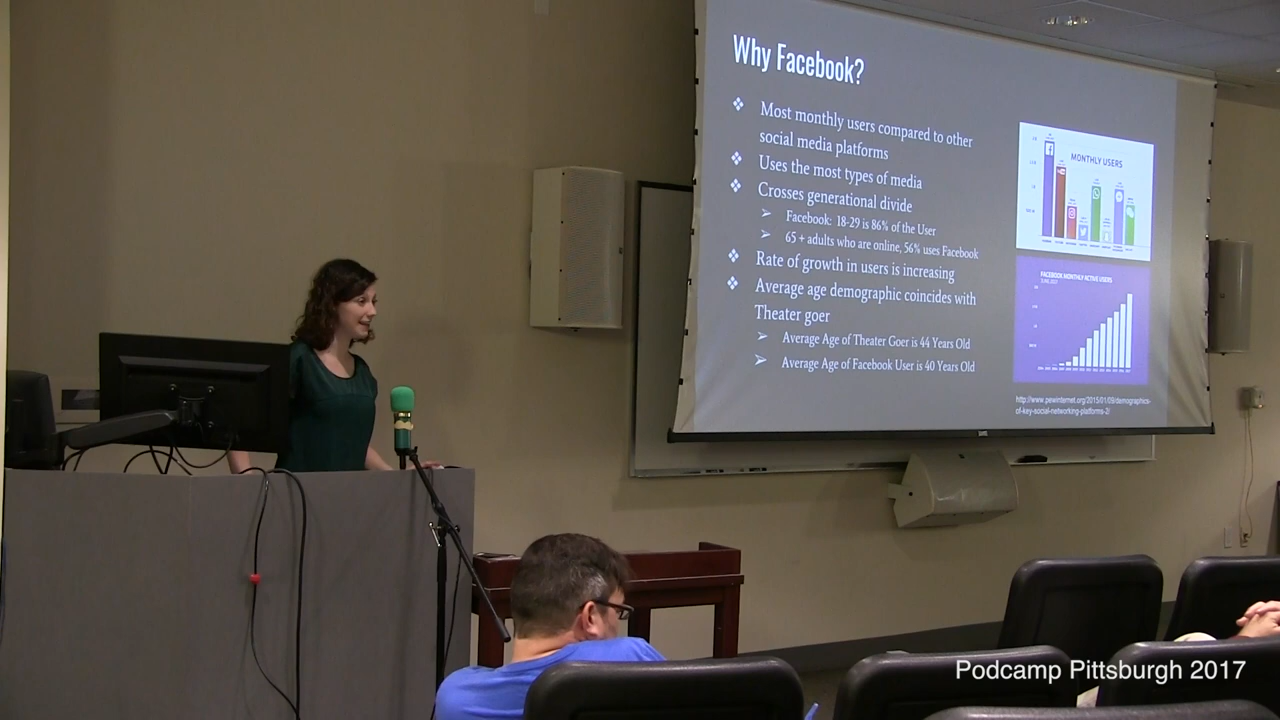 Why Facebook?
Most monthly users compared to other
social media platforms
Uses the most types of media
Crosses generational divide
Facebook: 18-29 is 86% of the User
65 + adults who are online, 56% uses Facebook
Rate of growth in users is increasing
Average age demographic coincides with
Theater goer
Average Age of Theater Goer is 44 Years Old
Average Age of Facebook User is 40 Years Old
MONTHLY USERS
FACEBOOK MONTHLY ACTIVE USERS
http://www.pewinternet.org/2015/01/09/demographics-
of-key-social-networking-platforms-2/
Podcamp Pittsburgh 2017